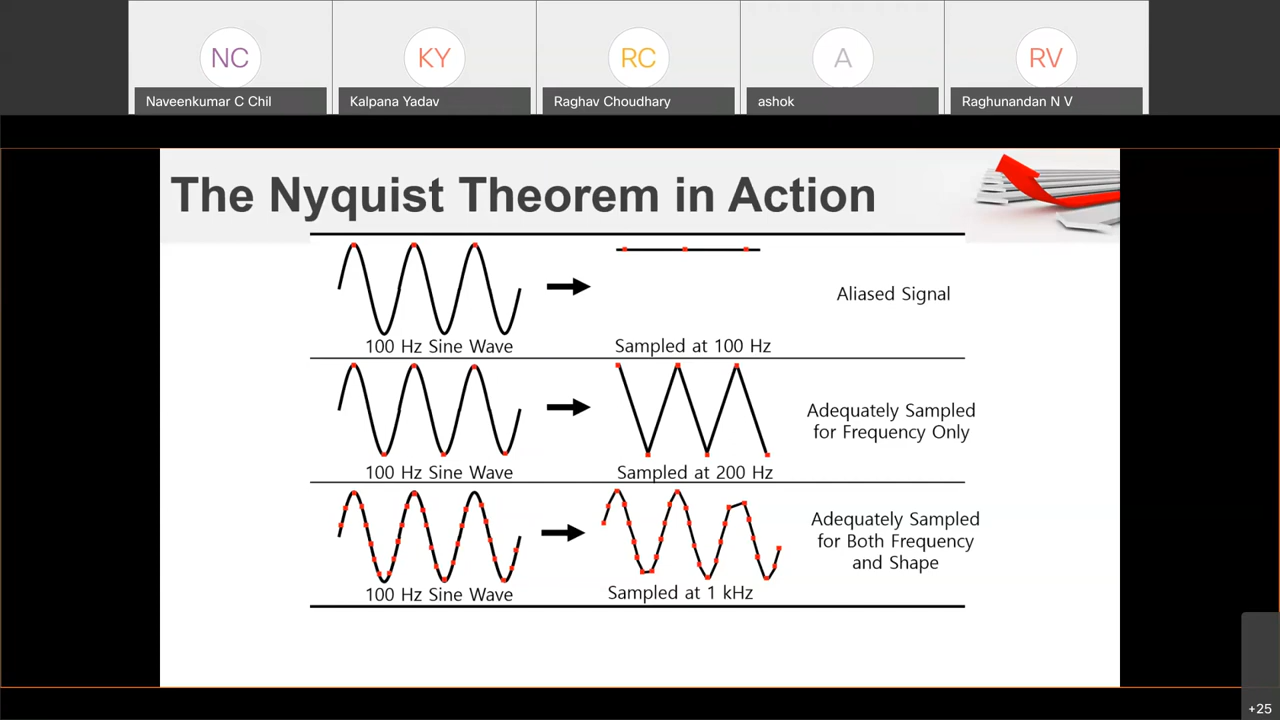 NC
KY
RC
A
RV
Naveenkumar C Chil
Kalpana Yadav
Raghav Choudhary
ashok
Raghunandan N V
The Nyquist Theorem in Action
Aliased Signal
100 Hz Sine Wave
Sampled at 100 Hz
Adequately Sampled
for Frequency Only
100 Hz Sine Wave
Sampled at 200 Hz
Adequately Sampled
for Both Frequency
and Shape
100 Hz Sine Wave
Sampled at 1 kHz
+25